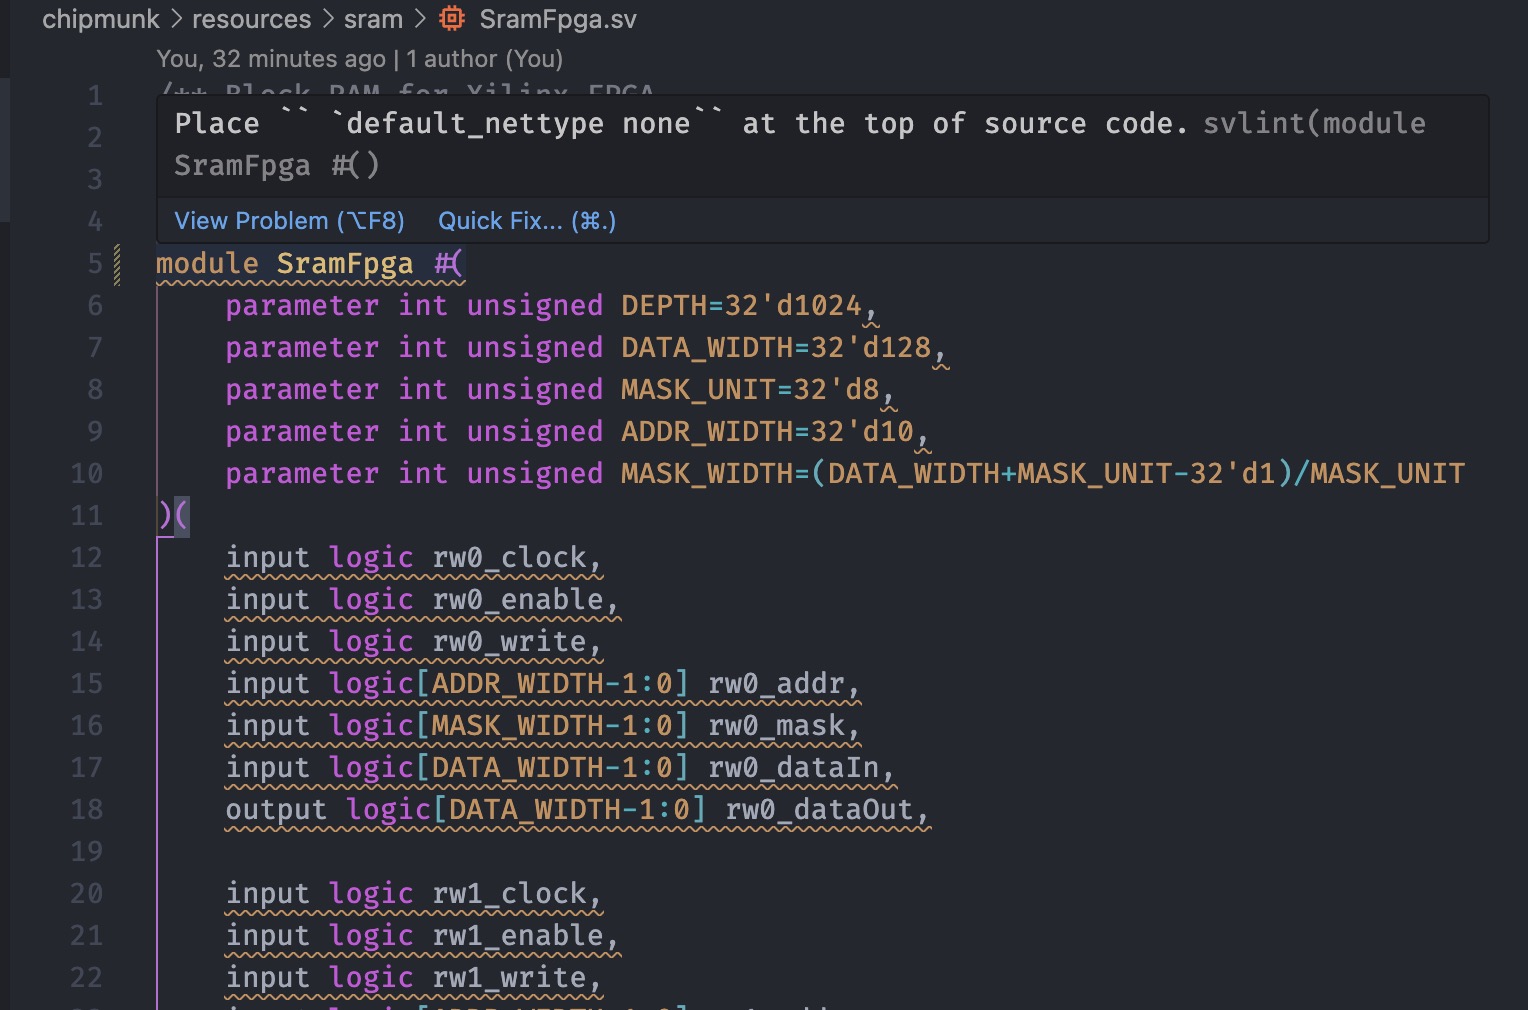 chipmunk > resources > sram > SramFpga.sv
You, 32 minutes ago | 1 author (You)
1 /** Block RAM for Xilinx FPGA
2
3
4
Place `` `default_nettype none`` at the top of source code. svlint(module
SramFpga #()
View Problem (⌥F8) Quick Fix... (⌘.)
5 module SramFpga #(
6 parameter int unsigned DEPTH=32'd1024,
7 parameter int unsigned DATA_WIDTH=32'd128,
8 parameter int unsigned MASK_UNIT=32'd8,
9 parameter int unsigned ADDR_WIDTH=32'd10,
10 parameter int unsigned MASK_WIDTH=(DATA_WIDTH+MASK_UNIT-32'd1)/MASK_UNIT
11 )(
12 input logic rw0_clock,
13 input logic rw0_enable,
14 input logic rw0_write,
15 input logic[ADDR_WIDTH-1:0] rw0_addr,
16 input logic[MASK_WIDTH-1:0] rw0_mask,
17 input logic[DATA_WIDTH-1:0] rw0_dataIn,
18 output logic[DATA_WIDTH-1:0] rw0_dataOut,
19
20 input logic rw1_clock,
21 input logic rw1_enable,
22 input logic rw1_write,